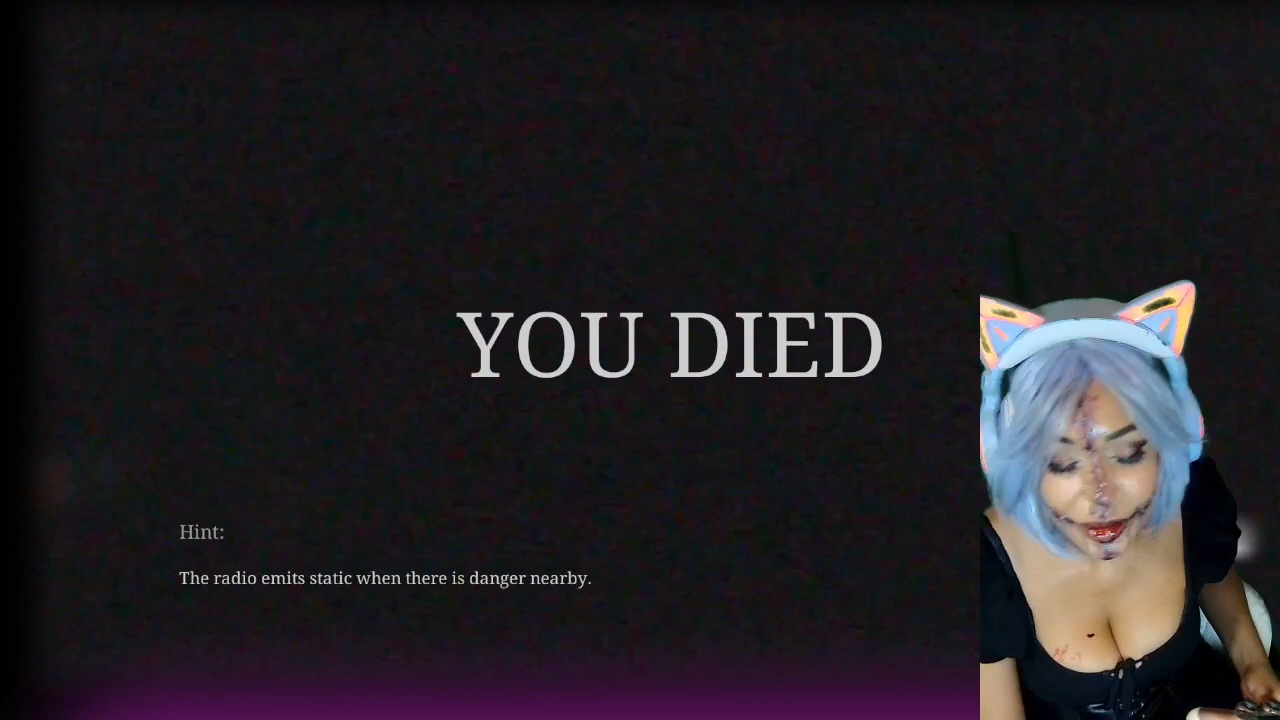 YOU DIED
Hint:
The radio emits static when there is danger nearby.